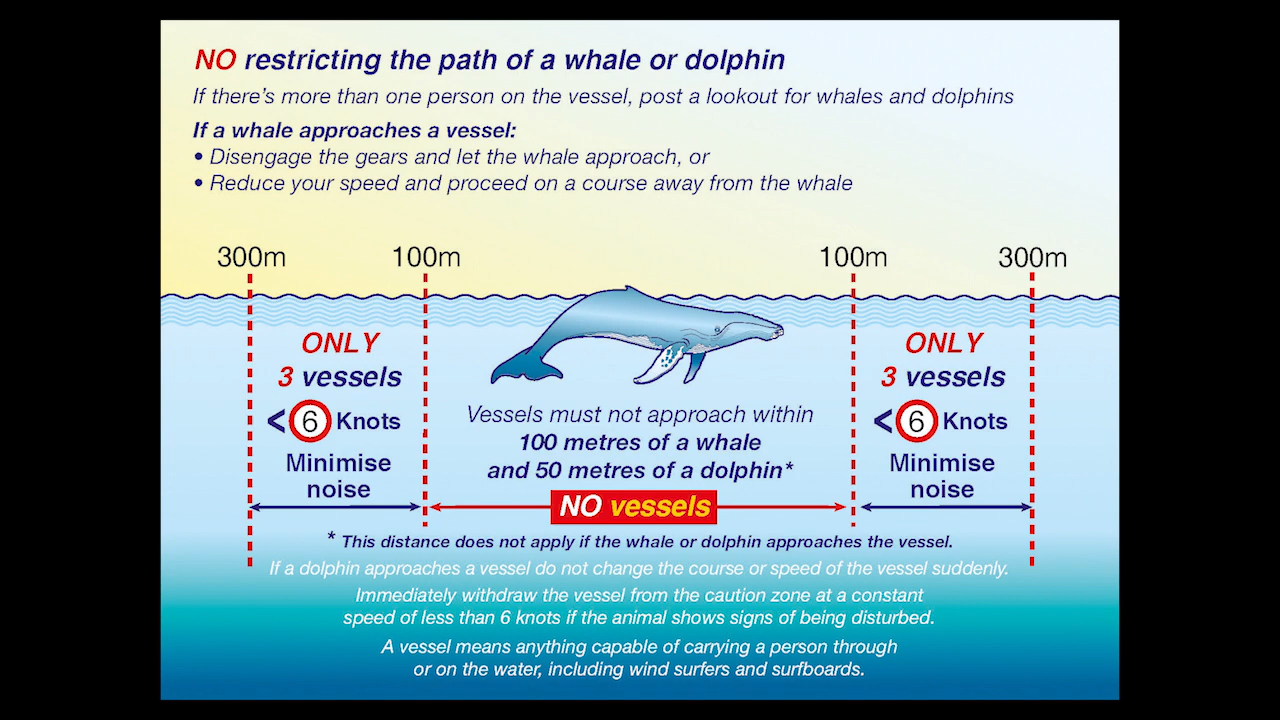 NO restricting the path of a whale or dolphin
If there's more than one person on the vessel, post a lookout for whales and dolphins
If a whale approaches a vessel:
• Disengage the gears and let the whale approach, or
• Reduce your speed and proceed on a course away from the whale
300m 100m 100m 300m
ONLY
3 vessels
< 6 Knots
Minimise
noise
Vessels must not approach within
100 metres of a whale
and 50 metres of a dolphin*
NO vessels
ONLY
3 vessels
< 6 Knots
Minimise
noise
* This distance does not apply if the whale or dolphin approaches the vessel.
If a dolphin approaches a vessel do not change the course or speed of the vessel suddenly.
Immediately withdraw the vessel from the caution zone at a constant
speed of less than 6 knots if the animal shows signs of being disturbed.
A vessel means anything capable of carrying a person through
or on the water, including wind surfers and surfboards.